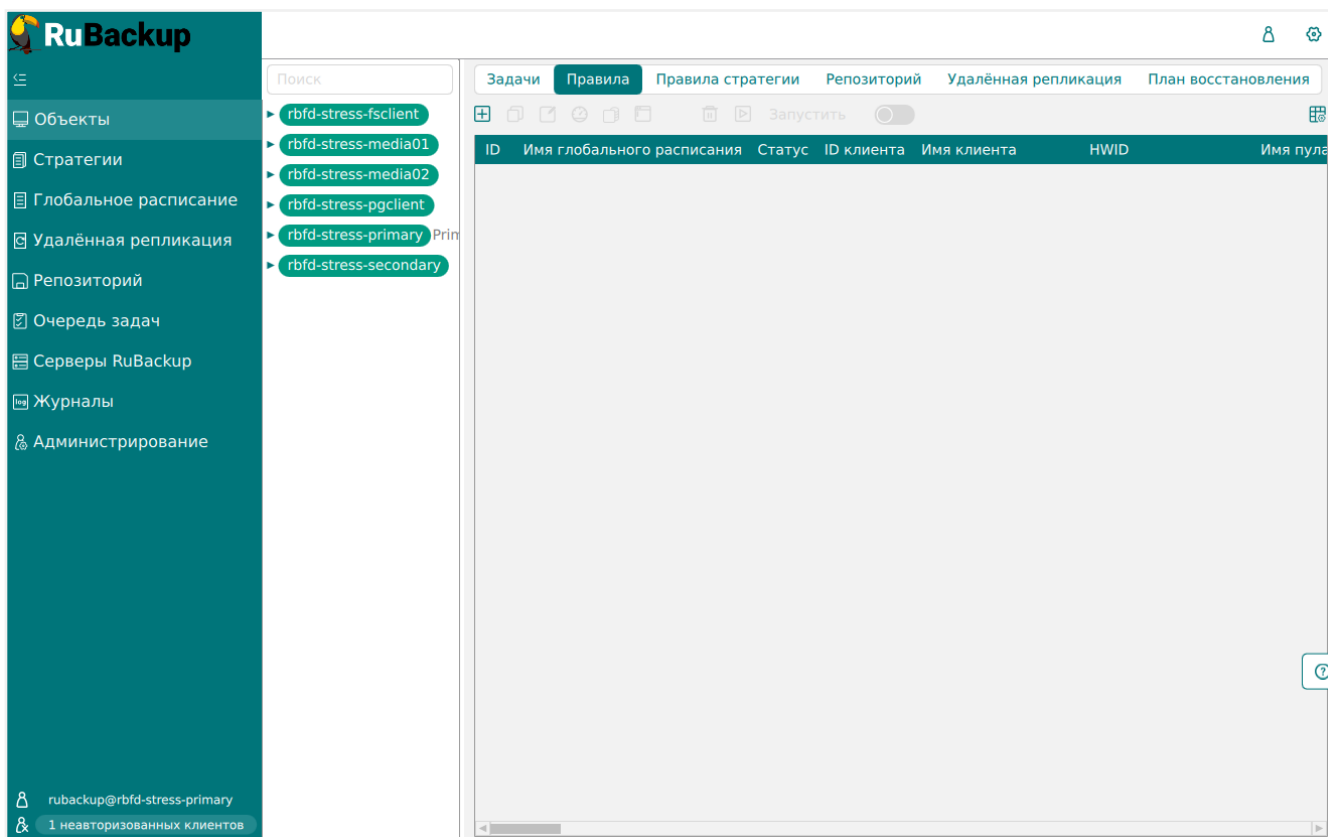 RuBackup
Объекты
Стратегии
Глобальное расписание
Удалённая репликация
Репозиторий
Очередь задач
Серверы RuBackup
Журналы
Администрирование
rubackup@rbfd-stress-primary
1 неавторизованных клиентов
Поиск
rbfd-stress-fsclient
rbfd-stress-media01
rbfd-stress-media02
rbfd-stress-pgclient
rbfd-stress-primary Prim
rbfd-stress-secondary
Задачи Правила Правила стратегии Репозиторий Удалённая репликация План восстановления
Запустить
ID Имя глобального расписания Статус ID клиента Имя клиента HWID Имя пула